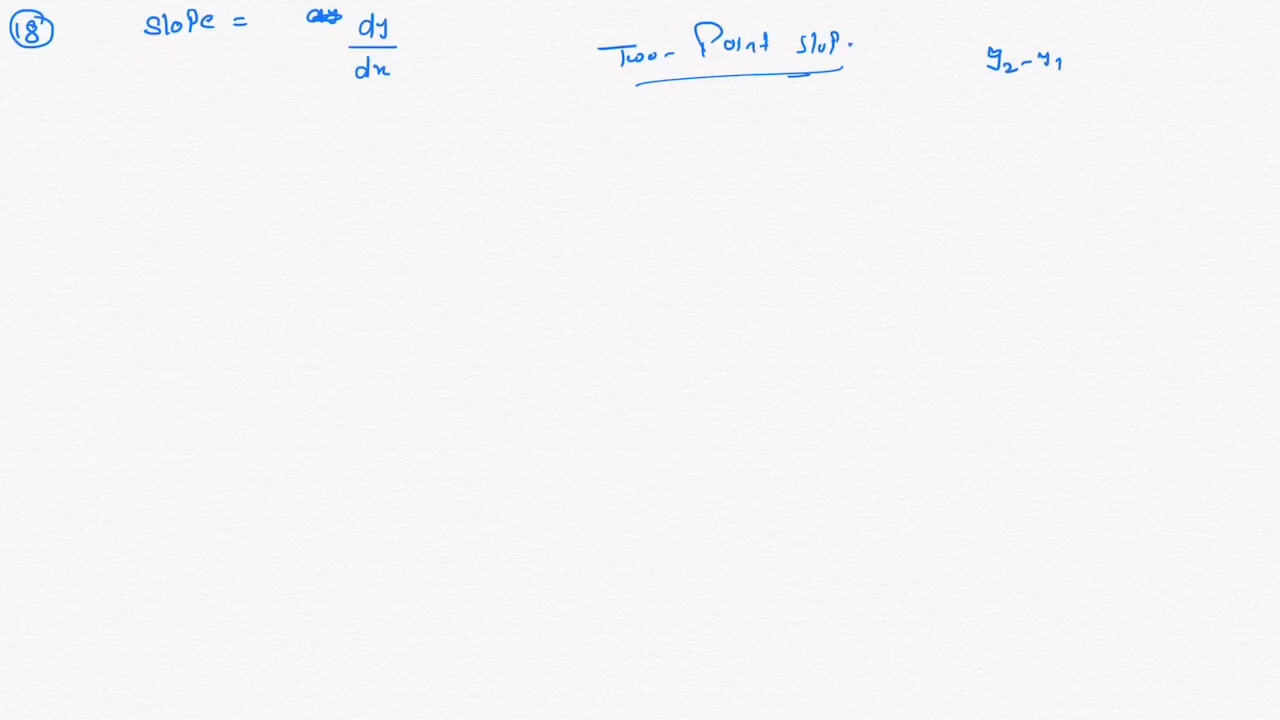 18 Slope = dy/dx Two-Point slop. y₂-y₁